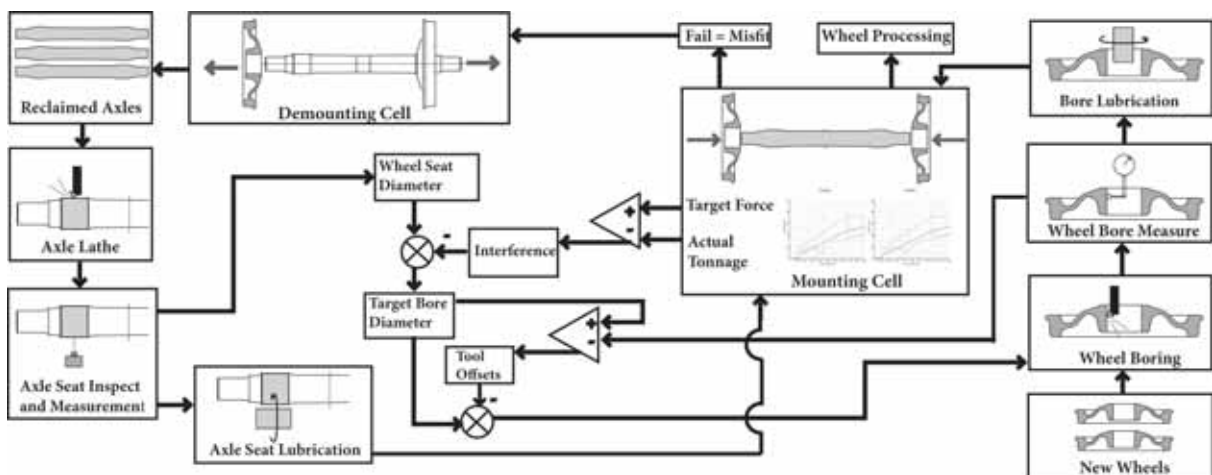 Fail = Misfit
Wheel Processing
Reclaimed Axles
Demounting Cell
Bore Lubrication
Wheel Seat
Diameter
Axle Lathe
Target Force
Actual
Tonnage
Interference
Mounting Cell
Wheel Bore Measure
Target Bore
Diameter
Tool
Offsets
Axle Seat Inspect
and Measurement
Wheel Boring
Axle Seat Lubrication
New Wheels
+
-
-
+
-
-